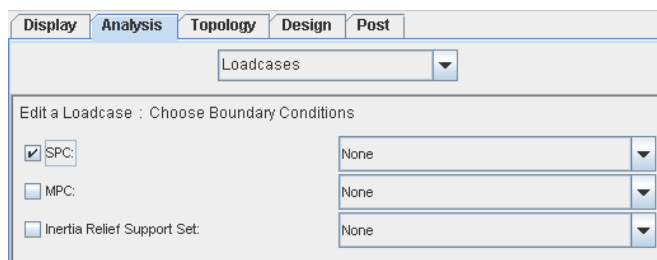 Display Analysis Topology Design Post
Loadcases
Edit a Loadcase : Choose Boundary Conditions
SPC: None
MPC: None
Inertia Relief Support Set: None